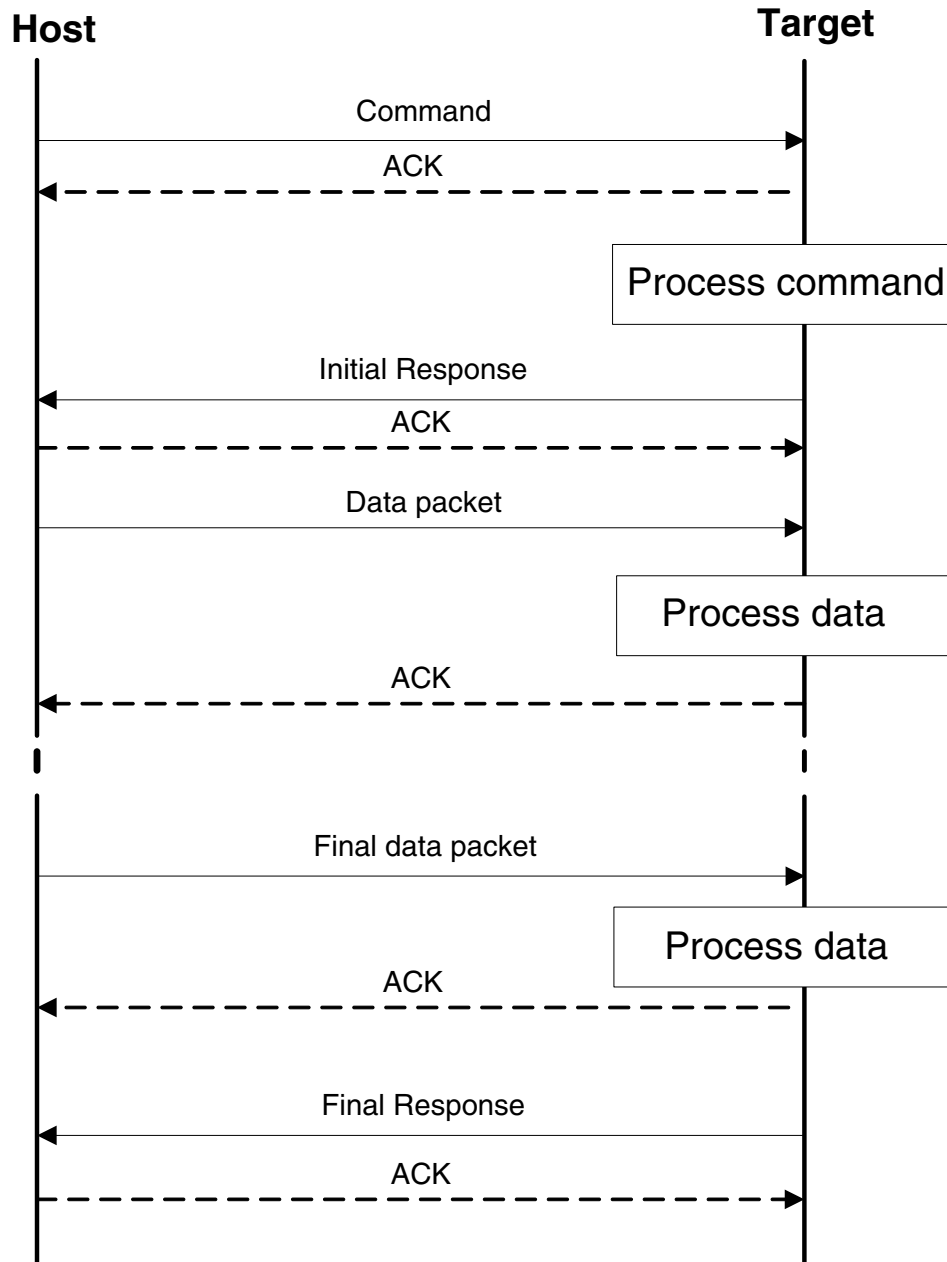 Host
Target
Command
ACK
Process command
Initial Response
ACK
Data packet
Process data
ACK
Final data packet
Process data
ACK
Final Response
ACK